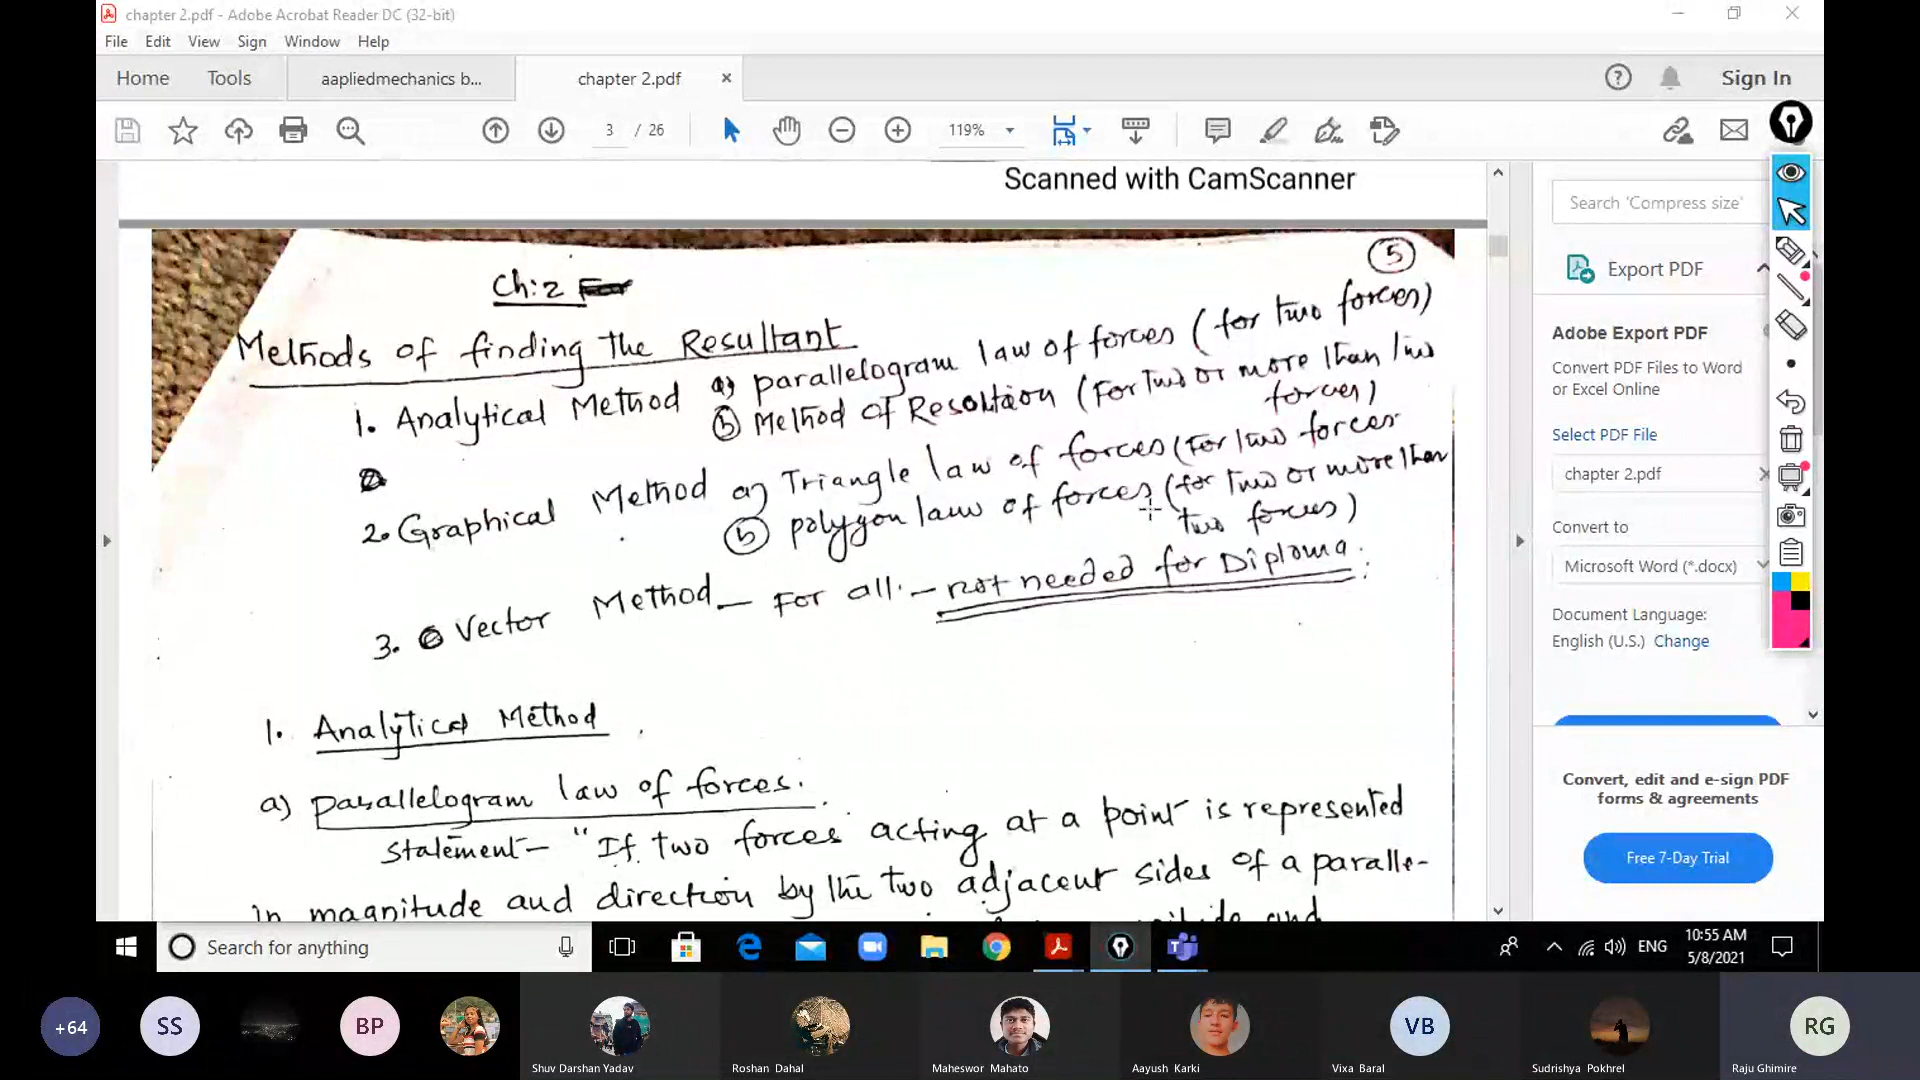 chapter 2.pdf - Adobe Acrobat Reader DC (32-bit)
File Edit View Sign Window Help
Home Tools aapliedmechanics b... chapter 2.pdf × Sign In
3 / 26 119%
Scanned with CamScanner
5
Ch:2
Methods of finding the Resultant
1. Analytical Method a) parallelogram law of forces (for two forces)
b) Method of Resolution (For Two or more than two
forces)
2. Graphical Method a) Triangle law of forces (For two forces
b) polygon law of forces (for two or more than
two forces)
3. Vector Method — For all. — not needed for Diploma.
1. Analytical Method
a) parallelogram law of forces.
Statement — "If two forces acting at a point is represented
in magnitude and direction by the two adjacent sides of a paralle-
Search 'Compress size'
Export PDF
Adobe Export PDF
Convert PDF Files to Word
or Excel Online
Select PDF File
chapter 2.pdf ×
Convert to
Microsoft Word (*.docx)
Document Language:
English (U.S.) Change
Convert, edit and e-sign PDF
forms & agreements
Free 7-Day Trial
Search for anything
ENG
10:55 AM
5/8/2021
+64 SS BP VB RG
Shuv Darshan Yadav Roshan Dahal Maheswor Mahato Aayush Karki Vixa Baral Sudrishya Pokhrel Raju Ghimire